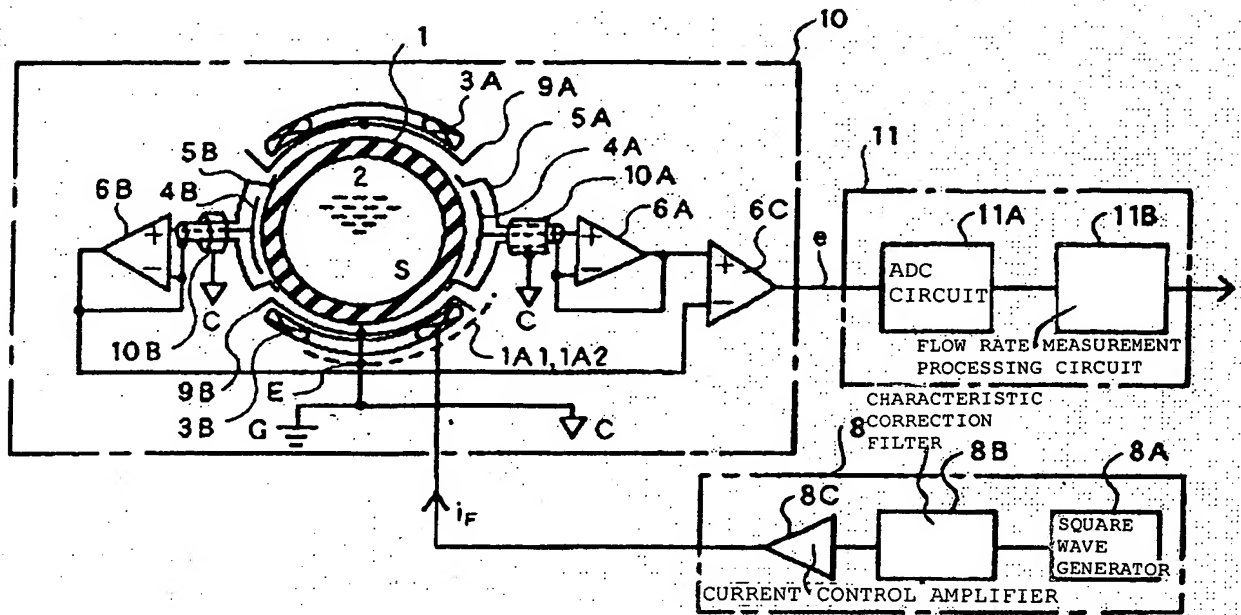 10
1
3A
9A
5A
4A
10A
6A
6C
e
11
11A
11B
5B
4B
6B
2
S
+
−
+
−
+
−
C
C
10B
9B
3B
E
G
C
1A1, 1A2
ADC
CIRCUIT
FLOW RATE MEASUREMENT
PROCESSING CIRCUIT
CHARACTERISTIC
CORRECTION
FILTER
8
8B
8A
8C
iF
SQUARE
WAVE
GENERATOR
CURRENT CONTROL AMPLIFIER